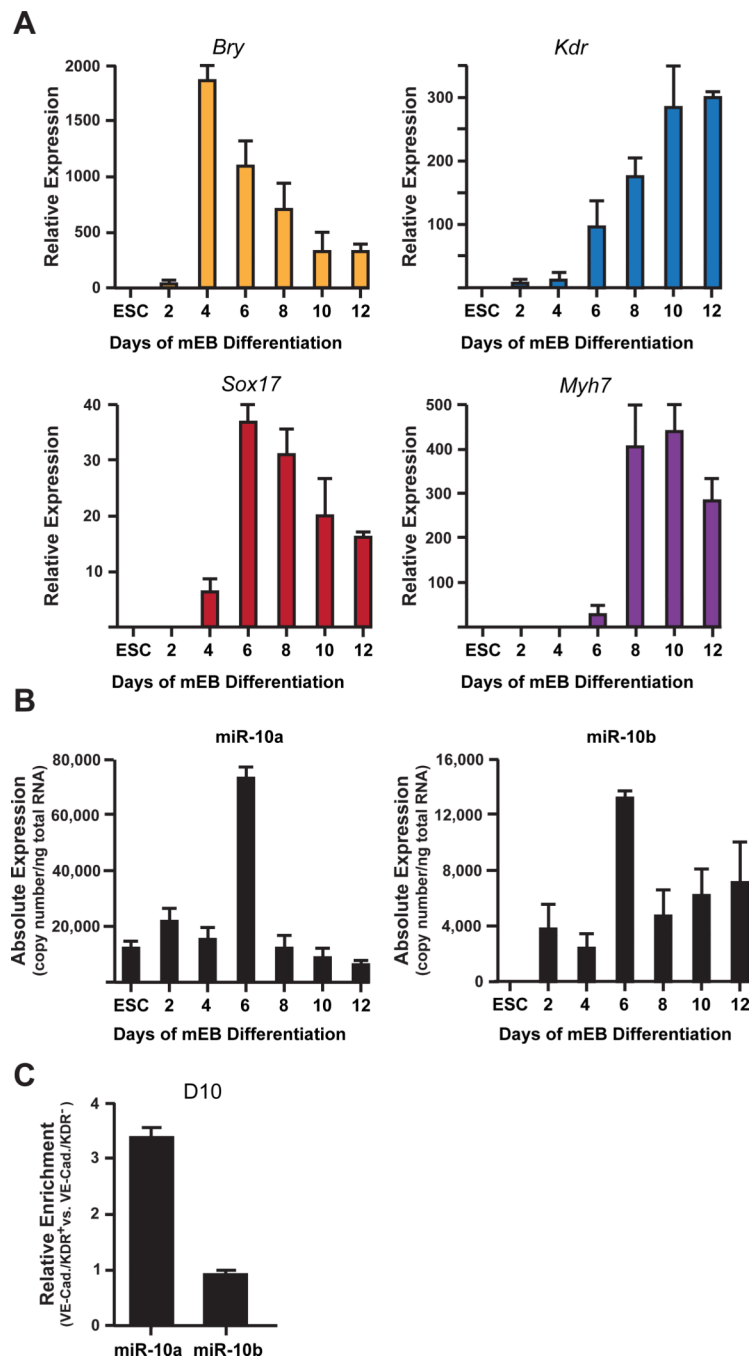 A
Bry
Relative Expression
2000
1500
1000
500
0
ESC 2 4 6 8 10 12
Days of mEB Differentiation
Kdr
Relative Expression
300
200
100
ESC 2 4 6 8 10 12
Days of mEB Differentiation
Sox17
Relative Expression
40
30
20
10
ESC 2 4 6 8 10 12
Days of mEB Differentiation
Myh7
Relative Expression
500
400
300
200
100
ESC 2 4 6 8 10 12
Days of mEB Differentiation
B
miR-10a
Absolute Expression
(copy number/ng total RNA)
80,000
60,000
40,000
20,000
ESC 2 4 6 8 10 12
Days of mEB Differentiation
miR-10b
Absolute Expression
(copy number/ng total RNA)
16,000
12,000
8,000
4,000
0
ESC 2 4 6 8 10 12
Days of mEB Differentiation
C
D10
Relative Enrichment
(VE-Cad./KDR⁺ vs. VE-Cad./KDR⁻)
4
3
2
1
0
miR-10a miR-10b